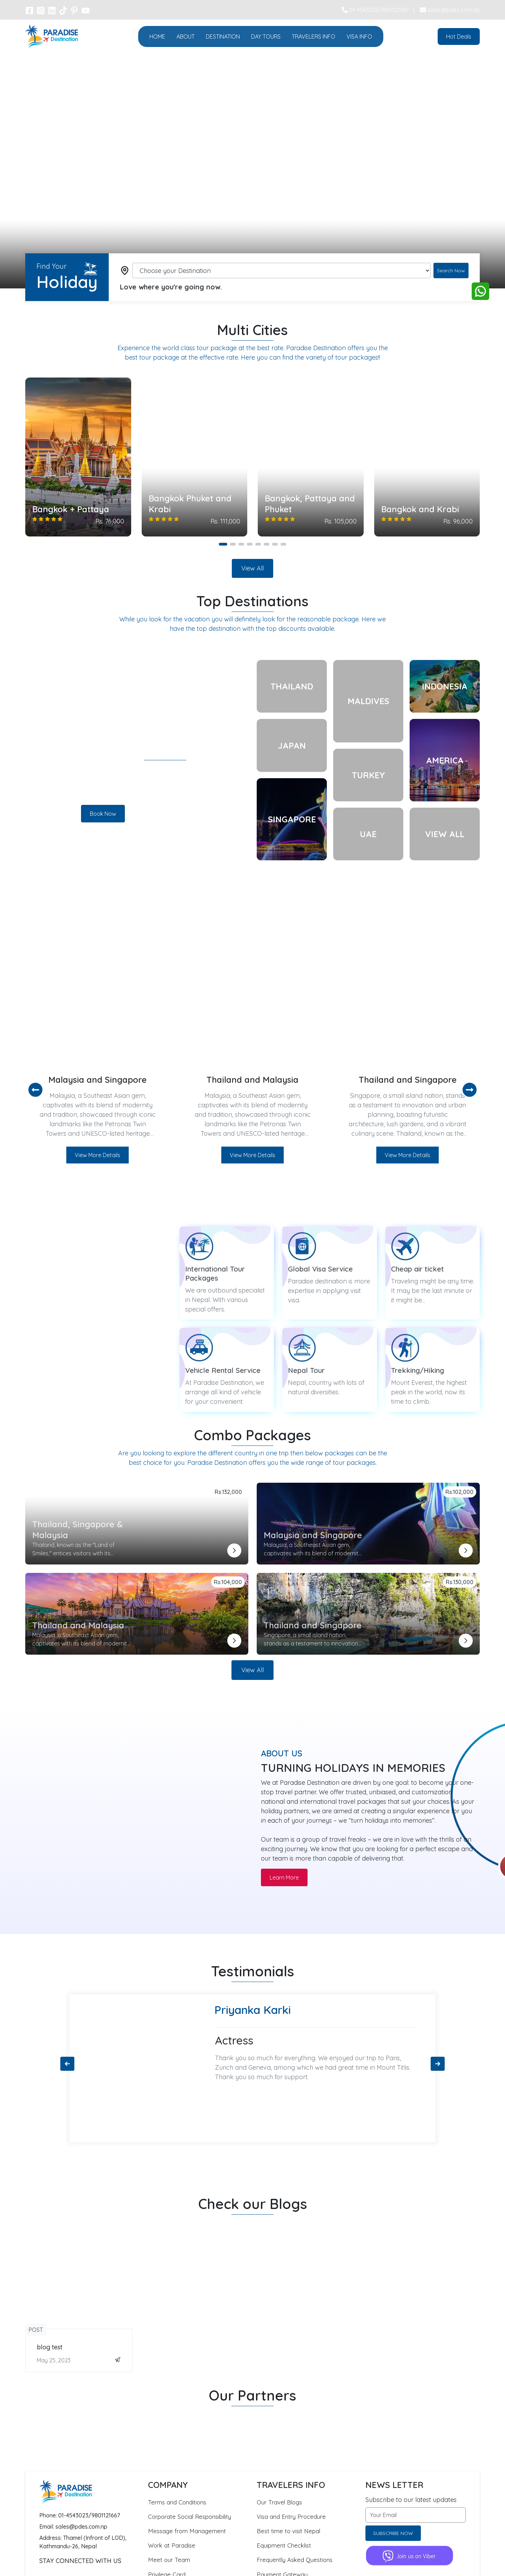 PARADISE
Destination
HOME
ABOUT
DESTINATION
DAY TOURS
TRAVELERS INFO
VISA INFO
Hot Deals
Find Your
Holiday
Choose your Destination
Search Now
Love where you're going now.
Multi Cities
Experience the world class tour package at the best rate. Paradise Destination offers you the
best tour package at the effective rate. Here you can find the variety of tour packages!!
Bangkok + Pattaya
Rs. 76,000
Bangkok Phuket and
Krabi
Rs. 111,000
Bangkok, Pattaya and
Phuket
Rs. 105,000
Bangkok and Krabi
Rs. 96,000
View All
Top Destinations
While you look for the vacation you will definitely look for the reasonable package. Here we
have the top destination with the top discounts available.
Book Now
THAILAND
MALDIVES
INDONESIA
JAPAN
TURKEY
AMERICA
SINGAPORE
UAE
VIEW ALL
Malaysia and Singapore
Malaysia, a Southeast Asian gem,
captivates with its blend of modernity
and tradition, showcased through iconic
landmarks like the Petronas Twin
Towers and UNESCO-listed heritage...
View More Details
Thailand and Malaysia
Malaysia, a Southeast Asian gem,
captivates with its blend of modernity
and tradition, showcased through iconic
landmarks like the Petronas Twin
Towers and UNESCO-listed heritage...
View More Details
Thailand and Singapore
Singapore, a small island nation, stands
as a testament to innovation and urban
planning, boasting futuristic
architecture, lush gardens, and a vibrant
culinary scene. Thailand, known as the...
View More Details
International Tour
Packages
We are outbound specialist
in Nepal. With various
special offers.
Global Visa Service
Paradise destination is more
expertise in applying visit
visa.
Cheap air ticket
Traveling might be any time.
It may be the last minute or
it might be...
Vehicle Rental Service
At Paradise Destination, we
arrange all kind of vehicle
for your convenient
Nepal Tour
Nepal, country with lots of
natural diversities.
Trekking/Hiking
Mount Everest, the highest
peak in the world, now its
time to climb.
Combo Packages
Are you looking to explore the different country in one trip then below packages can be the
best choice for you. Paradise Destination offers you the wide range of tour packages.
Rs132,000
Thailand, Singapore &
Malaysia
Thailand, known as the "Land of
Smiles," entices visitors with its...
Rs102,000
Malaysia and Singapore
Malaysia, a Southeast Asian gem,
captivates with its blend of modernit...
Rs104,000
Thailand and Malaysia
Malaysia, a Southeast Asian gem,
captivates with its blend of modernit...
Rs130,000
Thailand and Singapore
Singapore, a small island nation,
stands as a testament to innovation...
View All
ABOUT US
TURNING HOLIDAYS IN MEMORIES
We at Paradise Destination are driven by one goal: to become your one-
stop travel partner. We offer trusted, unbiased, and customization
national and international travel packages that suit your choices. As your
holiday partners, we are aimed at creating a singular experience for you
in each of your journeys – we "turn holidays into memories".
Our team is a group of travel freaks – we are in love with the thrills of an
exciting journey. We know that you are looking for a perfect escape and
our team is more than capable of delivering that.
Learn More
Testimonials
Priyanka Karki
Actress
Thank you so much for everything. We enjoyed our trip to Paris,
Zurich and Geneva, among which we had great time in Mount Titlis.
Thank you so much for support.
Check our Blogs
POST
blog test
May 25, 2023
Our Partners
PARADISE
Destination
Phone: 01-4543023/9801121667
Email: sales@pdes.com.np
Address: Thamel (Infront of LOD),
Kathmandu-26, Nepal
STAY CONNECTED WITH US
COMPANY
Terms and Conditions
Corporate Social Responsibility
Message from Management
Work at Paradise
Meet our Team
Privilege Card
TRAVELERS INFO
Our Travel Blogs
Visa and Entry Procedure
Best time to visit Nepal
Equipment Checklist
Frequently Asked Questions
Payment Gateway
NEWS LETTER
Subscribe to our latest updates
Your Email
SUBSCRIBE NOW
Join us on Viber